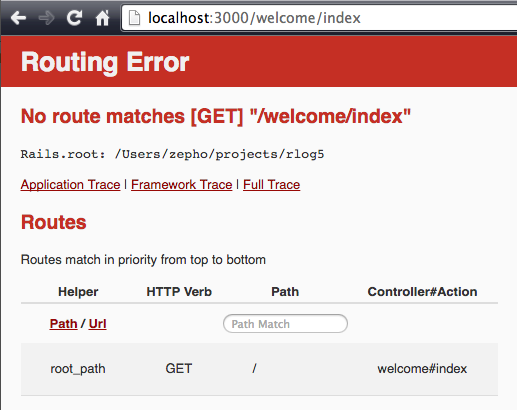 localhost:3000/welcome/index
Routing Error
No route matches [GET] "/welcome/index"
Rails.root: /Users/zepho/projects/rlog5
Application Trace | Framework Trace | Full Trace
Routes
Routes match in priority from top to bottom
Helper HTTP Verb Path Controller#Action
Path / Url Path Match
root_path GET / welcome#index